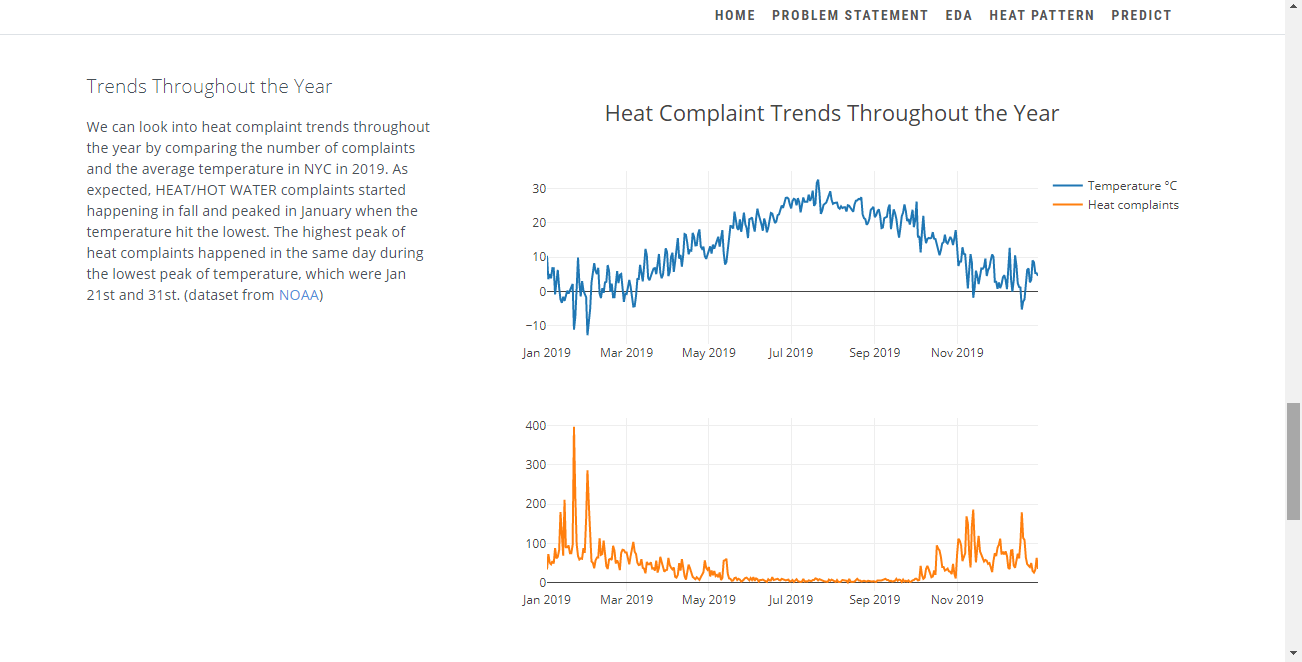 HOME PROBLEM STATEMENT EDA HEAT PATTERN PREDICT
Trends Throughout the Year
We can look into heat complaint trends throughout
the year by comparing the number of complaints
and the average temperature in NYC in 2019. As
expected, HEAT/HOT WATER complaints started
happening in fall and peaked in January when the
temperature hit the lowest. The highest peak of
heat complaints happened in the same day during
the lowest peak of temperature, which were Jan
21st and 31st. (dataset from NOAA)
Heat Complaint Trends Throughout the Year
30
20
10
0
−10
Jan 2019 Mar 2019 May 2019 Jul 2019 Sep 2019 Nov 2019
Temperature °C
Heat complaints
400
300
200
100
0
Jan 2019 Mar 2019 May 2019 Jul 2019 Sep 2019 Nov 2019